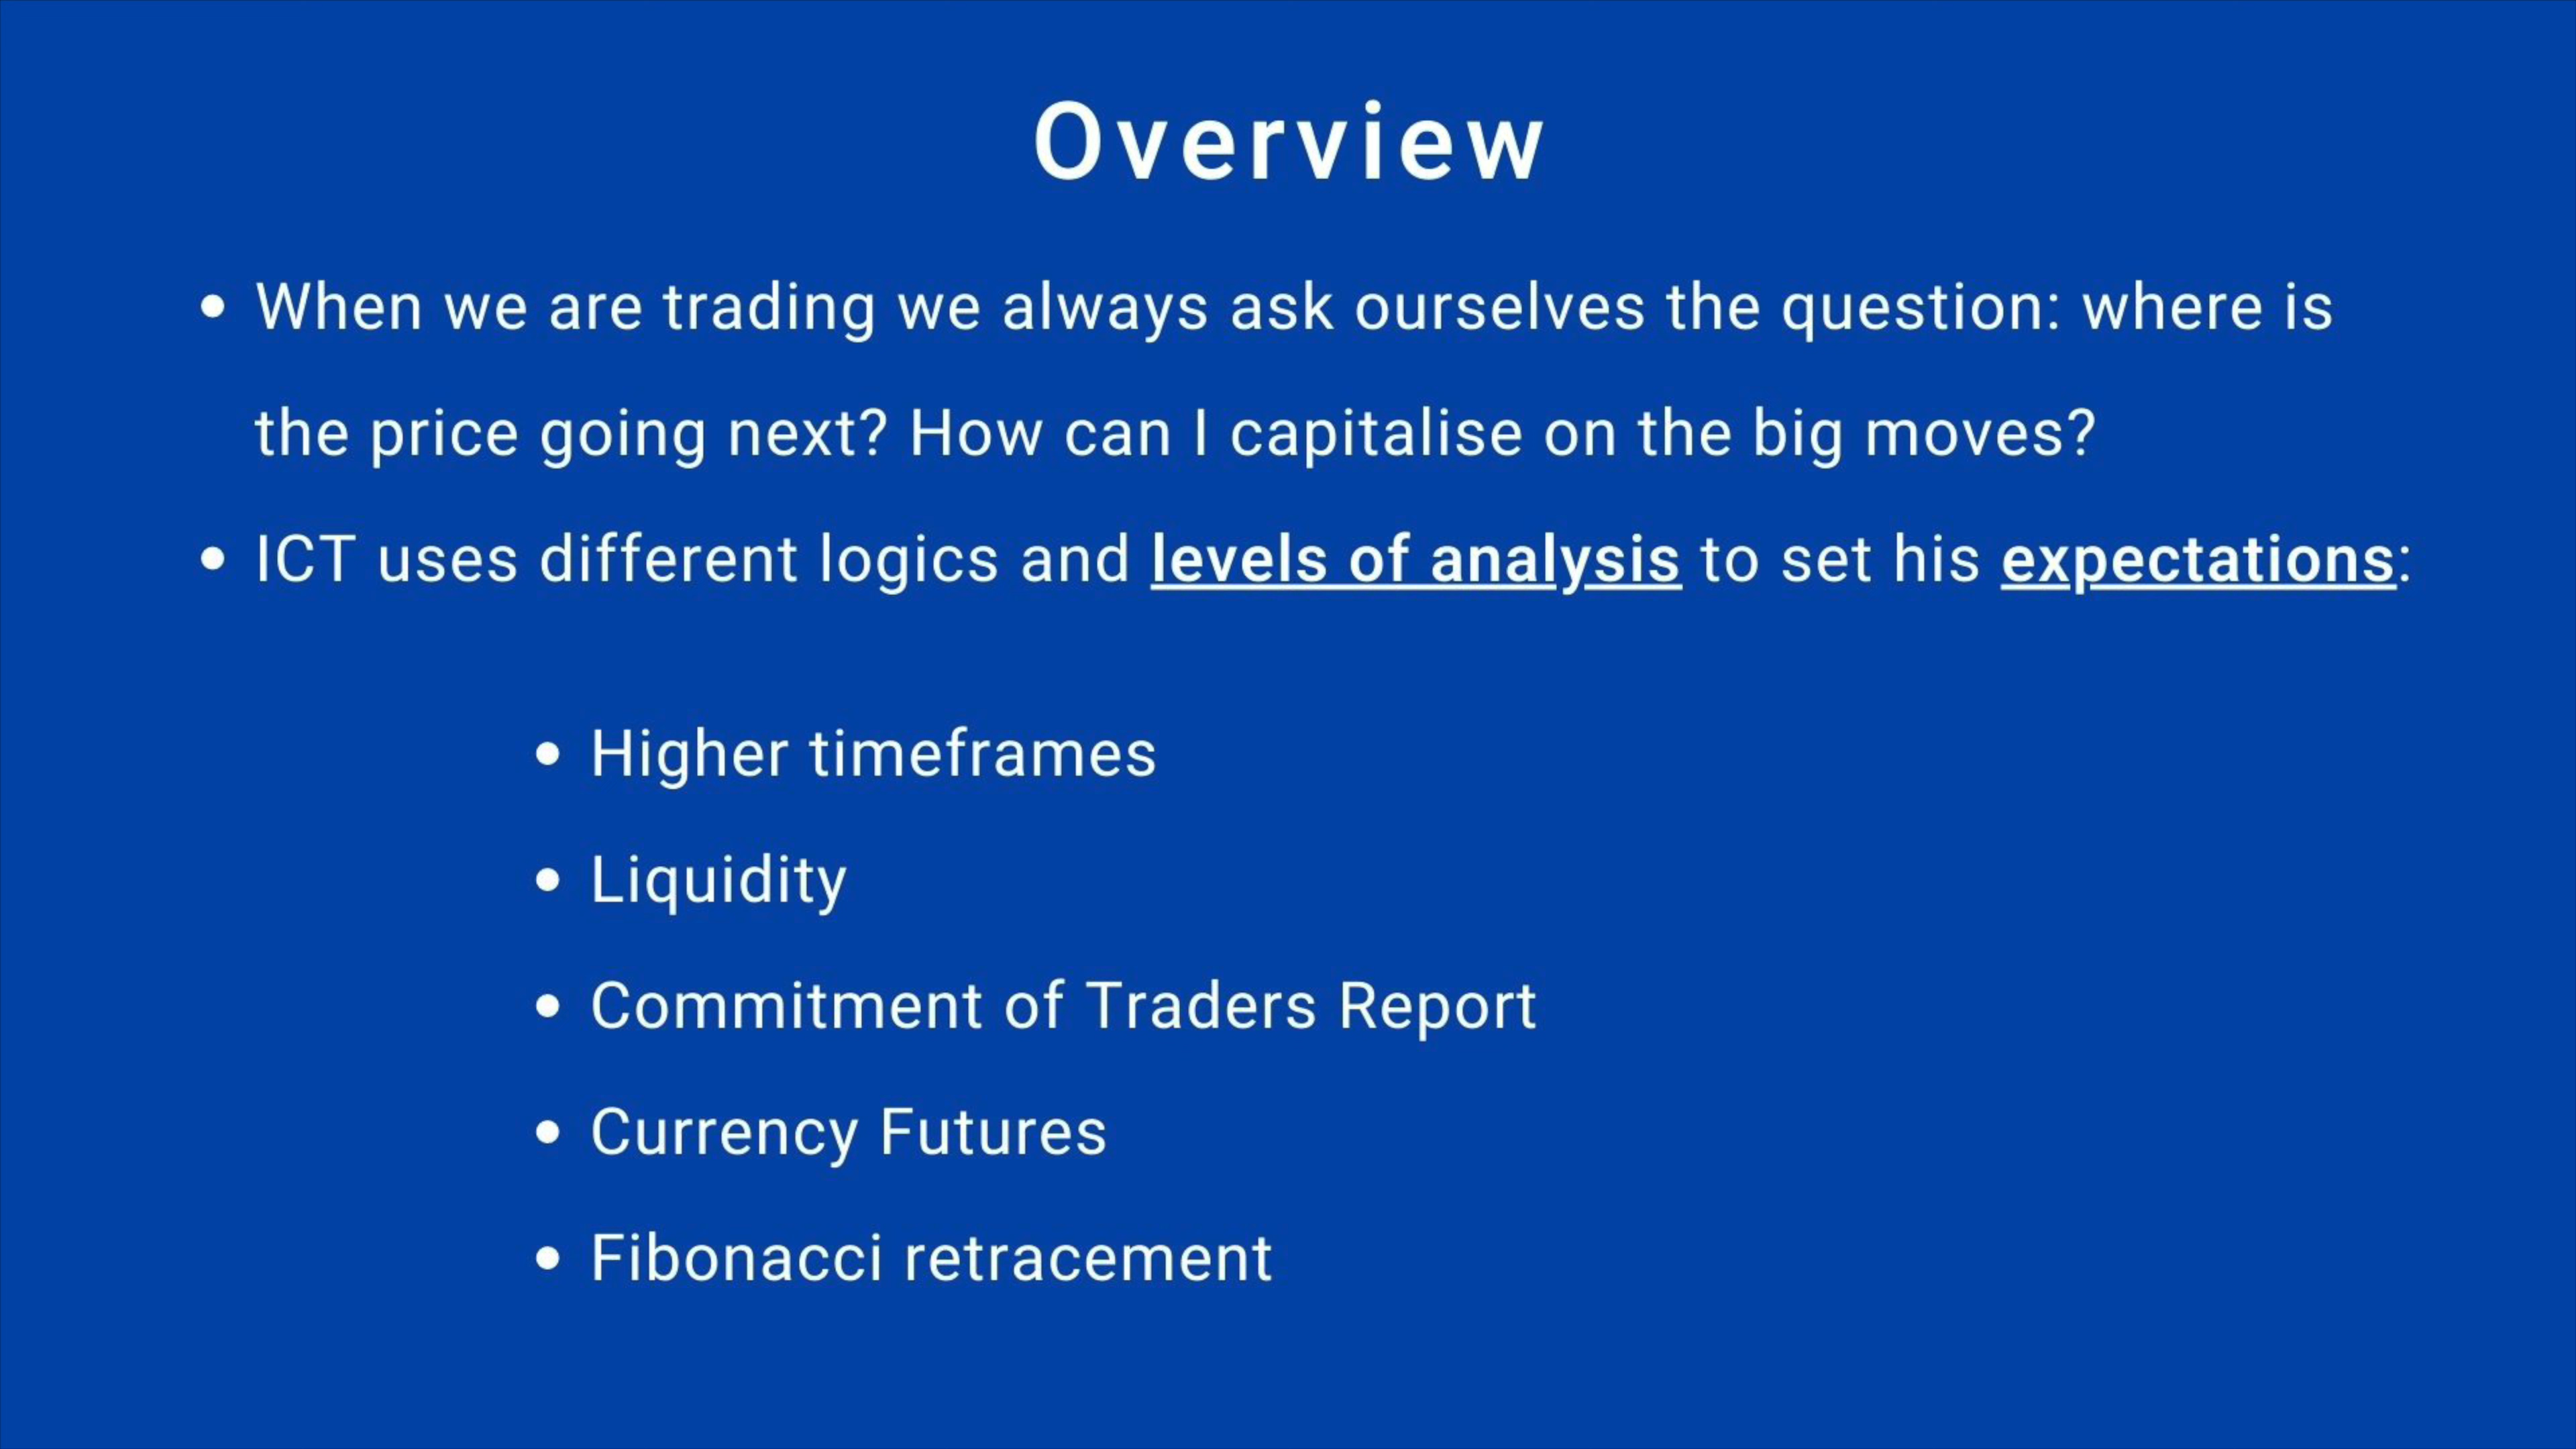 Overview
• When we are trading we always ask ourselves the question: where is
the price going next? How can I capitalise on the big moves?
• ICT uses different logics and levels of analysis to set his expectations:
• Higher timeframes
• Liquidity
• Commitment of Traders Report
• Currency Futures
• Fibonacci retracement